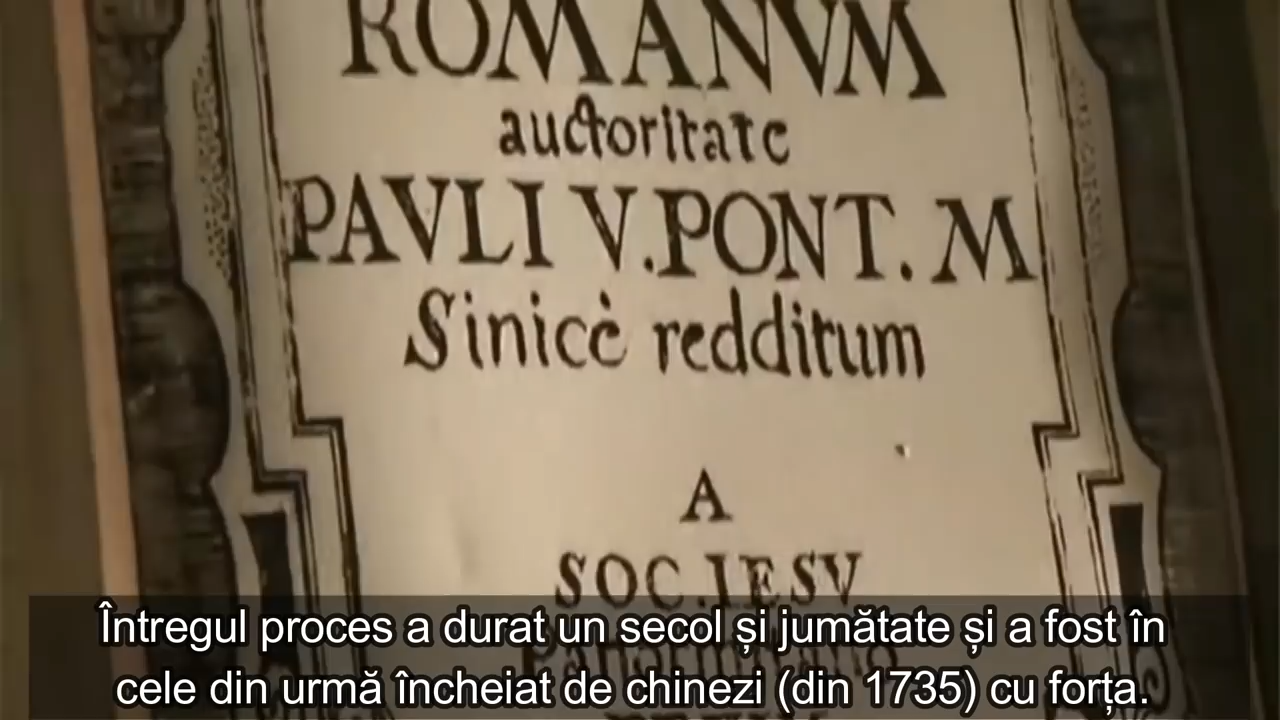 ROMANVM
auctoritate
PAVLI V. PONT. M
Sinicè redditum
A
SOC. IESV
Întregul proces a durat un secol și jumătate și a fost în
cele din urmă încheiat de chinezi (din 1735) cu forța.